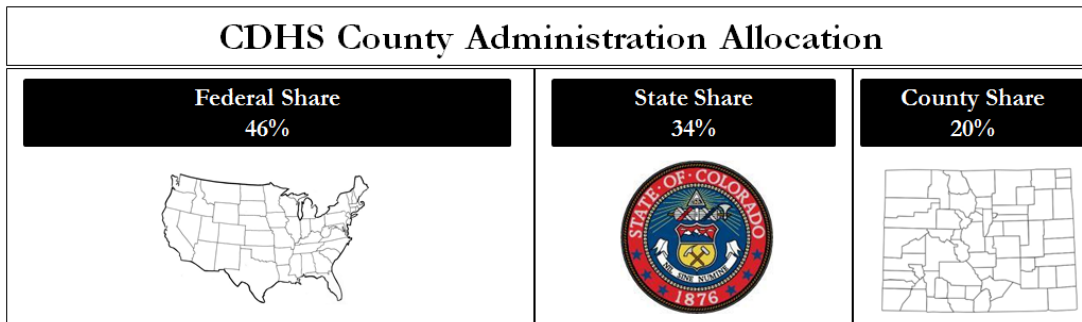 CDHS County Administration Allocation
Federal Share
46%
State Share
34%
County Share
20%
STATE·OF·COLORADO
NIL SINE NUMINE
1876